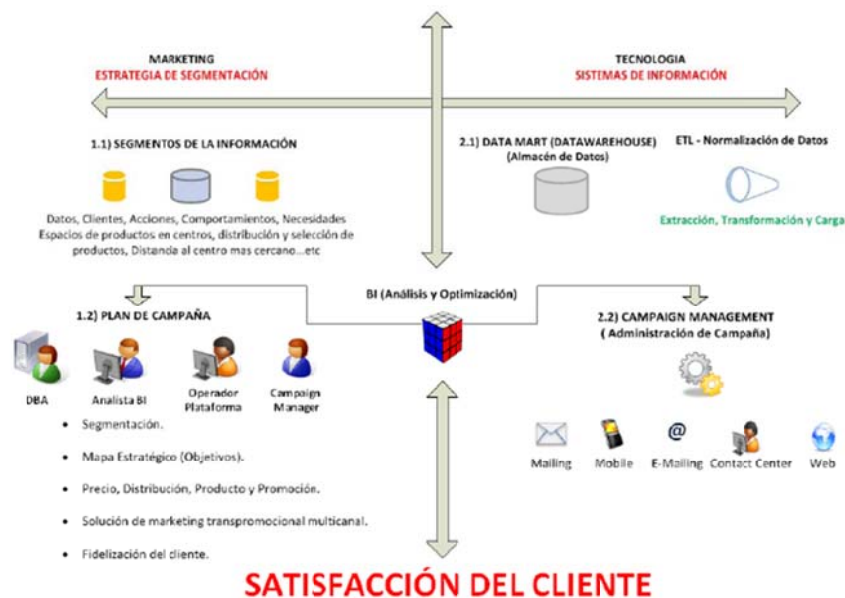 MARKETING
ESTRATEGIA DE SEGMENTACIÓN
TECNOLOGIA
SISTEMAS DE INFORMACIÓN
1.1) SEGMENTOS DE LA INFORMACIÓN
Datos, Clientes, Acciones, Comportamientos, Necesidades
Espacios de productos en centros, distribución y selección de
productos, Distancia al centro mas cercano...etc
2.1) DATA MART (DATAWAREHOUSE)
(Almacén de Datos)
ETL - Normalización de Datos
Extracción, Transformación y Carga
BI (Análisis y Optimización)
1.2) PLAN DE CAMPAÑA
DBA
Analista BI
Operador
Plataforma
Campaign
Manager
• Segmentación.
• Mapa Estratégico (Objetivos).
• Precio, Distribución, Producto y Promoción.
• Solución de marketing transpromocional multicanal.
• Fidelización del cliente.
2.2) CAMPAIGN MANAGEMENT
( Administración de Campaña)
@
Mailing
Mobile
E-Mailing
Contact Center
Web
SATISFACCIÓN DEL CLIENTE